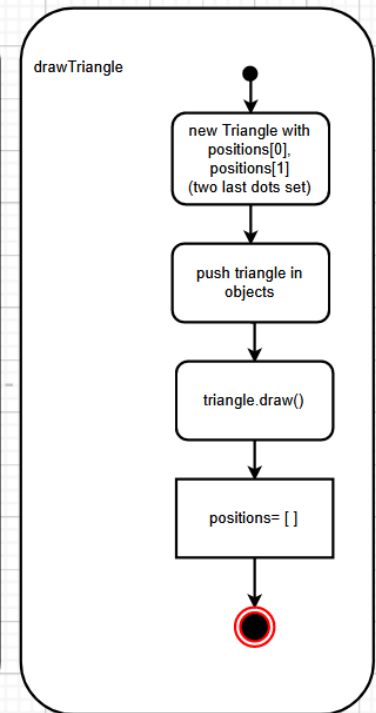 drawTriangle
new Triangle with
positions[0],
positions[1]
(two last dots set)
push triangle in
objects
triangle.draw()
positions= [ ]